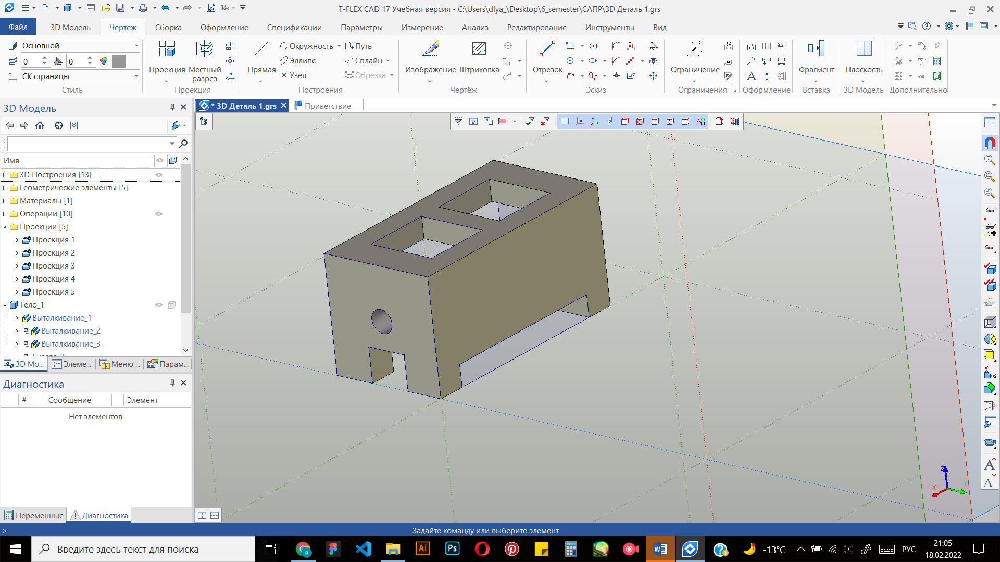 T-FLEX CAD 17 Учебная версия - C:\Users\dlya_\Desktop\6_semester\САПР\3D Деталь 1.grs
Файл 3D Модель Чертёж Сборка Оформление Спецификации Параметры Измерение Анализ Редактирование Инструменты Вид
Основной
0 0
СК страницы
Стиль
Проекция Местный разрез
Проекция
Прямая Окружность Путь
Эллипс Сплайн
Узел Обрезка
Построения
Изображение Штриховка
Чертёж
Отрезок
Эскиз
Ограничение
Ограничения
Оформление
Фрагмент
Вставка
Плоскость
3D Модель
Дополнительно
3D Модель
* 3D Деталь 1.grs Приветствие
Имя
3D Построения [13]
Геометрические элементы [5]
Материалы [1]
Операции [10]
Проекции [5]
Проекция 1
Проекция 2
Проекция 3
Проекция 4
Проекция 5
Тело_1
Выталкивание_1
Выталкивание_2
Выталкивание_3
3D Мо... Элеме... Меню ... Парам...
Диагностика
# Сообщение Элемент
Нет элементов
Переменные Диагностика
Z
X
Y
> Задайте команду или выберите элемент
Введите здесь текст для поиска
-13°C РУС 21:05
18.02.2022